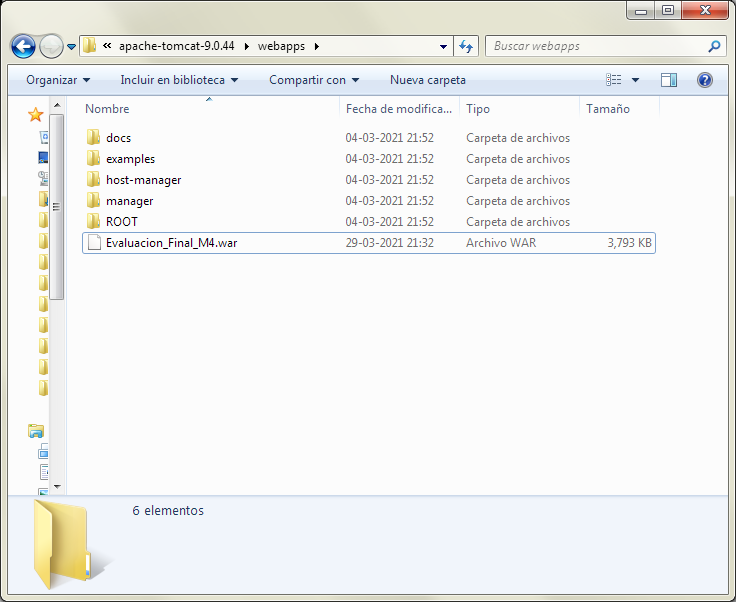 « apache-tomcat-9.0.44 webapps Buscar webapps
Organizar Incluir en biblioteca Compartir con Nueva carpeta
Nombre Fecha de modifica... Tipo Tamaño
docs 04-03-2021 21:52 Carpeta de archivos
examples 04-03-2021 21:52 Carpeta de archivos
host-manager 04-03-2021 21:52 Carpeta de archivos
manager 04-03-2021 21:52 Carpeta de archivos
ROOT 04-03-2021 21:52 Carpeta de archivos
Evaluacion_Final_M4.war 29-03-2021 21:32 Archivo WAR 3,793 KB
6 elementos